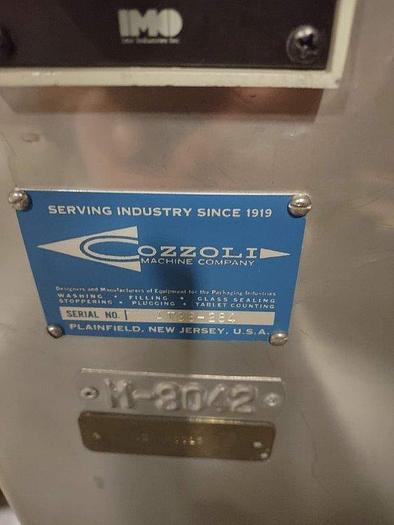 IMO
SERVING INDUSTRY SINCE 1919
COZZOLI
MACHINE COMPANY
Designers and Manufacturers of Equipment for the Packaging Industries
WASHING • FILLING • GLASS SEALING
STOPPERING • PLUGGING • TABLET COUNTING
SERIAL NO.
PLAINFIELD, NEW JERSEY, U.S.A.
M-8042